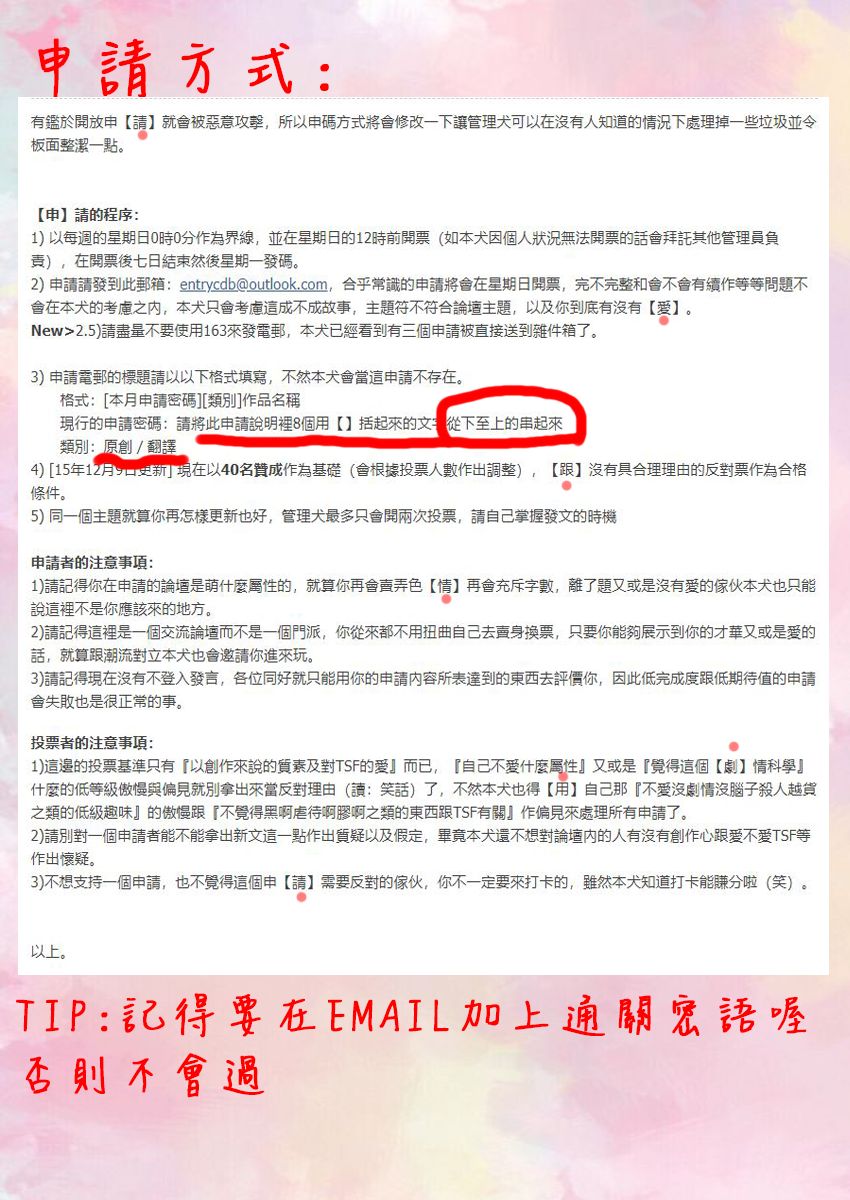 申請方式:
有鑑於開放申【請】就會被惡意攻擊，所以申碼方式將會修改一下讓管理犬可以在沒有人知道的情況下處理掉一些垃圾並令
板面整潔一點。
【申】請的程序：
1) 以每週的星期日0時0分作為界線，並在星期日的12時前開票（如本犬因個人狀況無法開票的話會拜託其他管理員負
責），在開票後七日結束然後星期一發碼。
2) 申請請發到此郵箱：entrycdb@outlook.com，合乎常識的申請將會在星期日開票，完不完整和會不會有續作等等問題不
會在本犬的考慮之內，本犬只會考慮這成不成故事，主題符不符合論壇主題，以及你到底有沒有【愛】。
New>2.5)請盡量不要使用163來發電郵，本犬已經看到有三個申請被直接送到雜件箱了。
3) 申請電郵的標題請以以下格式填寫，不然本犬會當這申請不存在。
格式：[本月申請密碼][類別]作品名稱
現行的申請密碼：請將此申請說明裡8個用【】括起來的文字從下至上的串起來
類別：原創 / 翻譯
4) [15年12月9日更新] 現在以40名贊成作為基礎（會根據投票人數作出調整），【跟】沒有具合理理由的反對票作為合格
條件。
5) 同一個主題就算你再怎樣更新也好，管理犬最多只會開兩次投票，請自己掌握發文的時機
申請者的注意事項：
1)請記得你在申請的論壇是萌什麼屬性的，就算你再會賣弄色【情】再會充斥字數，離了題又或是沒有愛的傢伙本犬也只能
說這裡不是你應該來的地方。
2)請記得這裡是一個交流論壇而不是一個門派，你從來都不用扭曲自己去賣身換票，只要你能夠展示到你的才華又或是愛的
話，就算跟潮流對立本犬也會邀請你進來玩。
3)請記得現在沒有不登入發言，各位同好就只能用你的申請內容所表達到的東西去評價你，因此低完成度跟低期待值的申請
會失敗也是很正常的事。
投票者的注意事項：
1)這邊的投票基準只有『以創作來說的質素及對TSF的愛』而已，『自己不愛什麼屬性』又或是『覺得這個【劇】情科學』
什麼的低等級傲慢與偏見就別拿出來當反對理由（讀：笑話）了，不然本犬也得【用】自己那『不愛沒劇情沒腦子殺人越貨
之類的低級趣味』的傲慢跟『不覺得黑啊虐待啊膠啊之類的東西跟TSF有關』作偏見來處理所有申請了。
2)請別對一個申請者能不能拿出新文這一點作出質疑以及假定，畢竟本犬還不想對論壇內的人有沒有創作心跟愛不愛TSF等
作出懷疑。
3)不想支持一個申請，也不覺得這個申【請】需要反對的傢伙，你不一定要來打卡的，雖然本犬知道打卡能賺分啦（笑）。
以上。
TIP:記得要在EMAIL加上通關密語喔
否則不會過